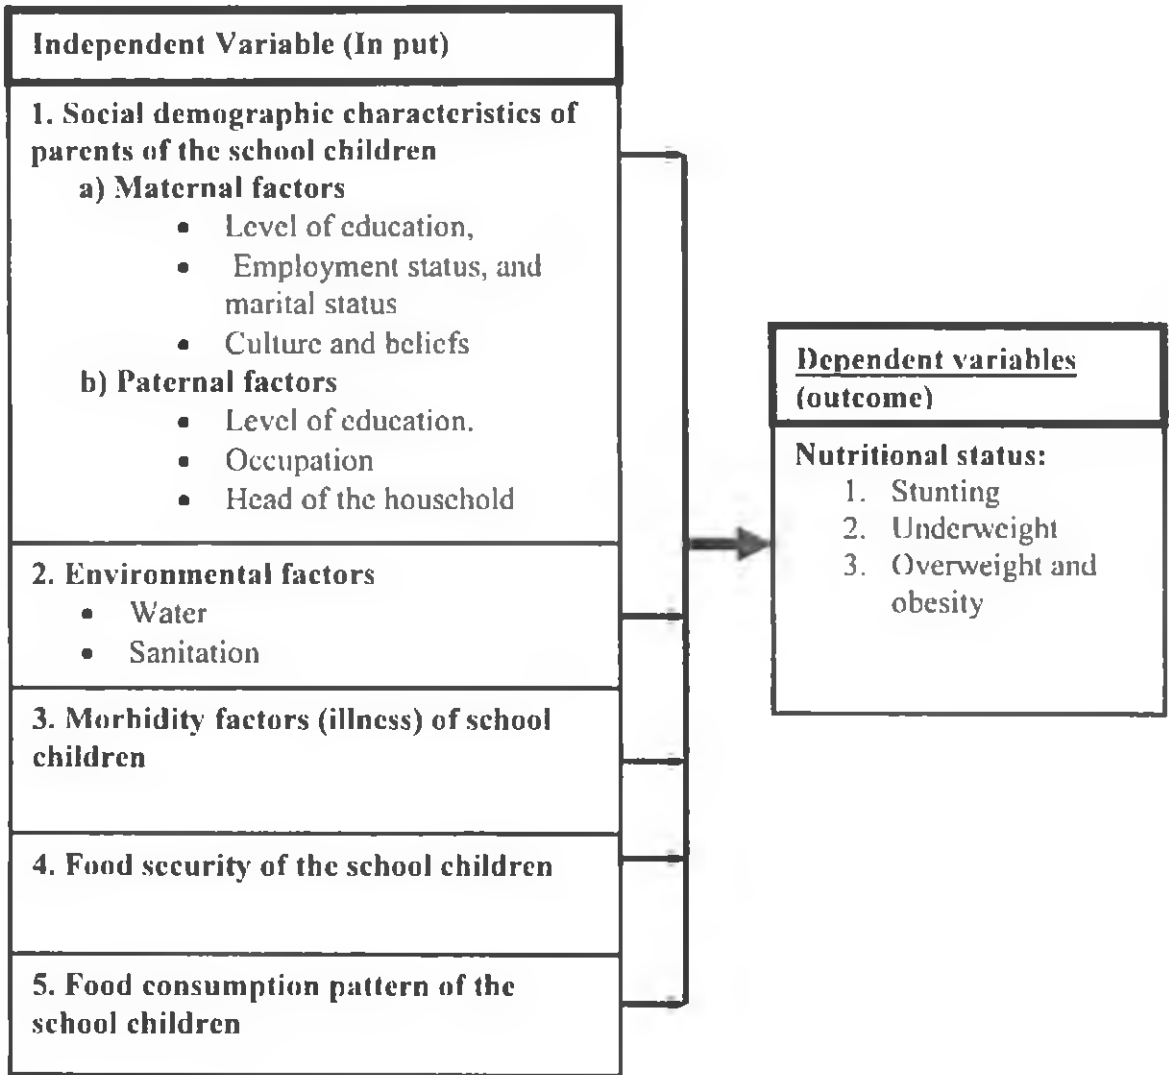 Independent Variable (In put)
1. Social demographic characteristics of
parents of the school children
a) Maternal factors
• Level of education,
• Employment status, and
marital status
• Culture and beliefs
b) Paternal factors
• Level of education.
• Occupation
• Head of the household
2. Environmental factors
• Water
• Sanitation
3. Morbidity factors (illness) of school
children
4. Food security of the school children
5. Food consumption pattern of the
school children
Dependent variables
(outcome)
Nutritional status:
1. Stunting
2. Underweight
3. Overweight and
obesity